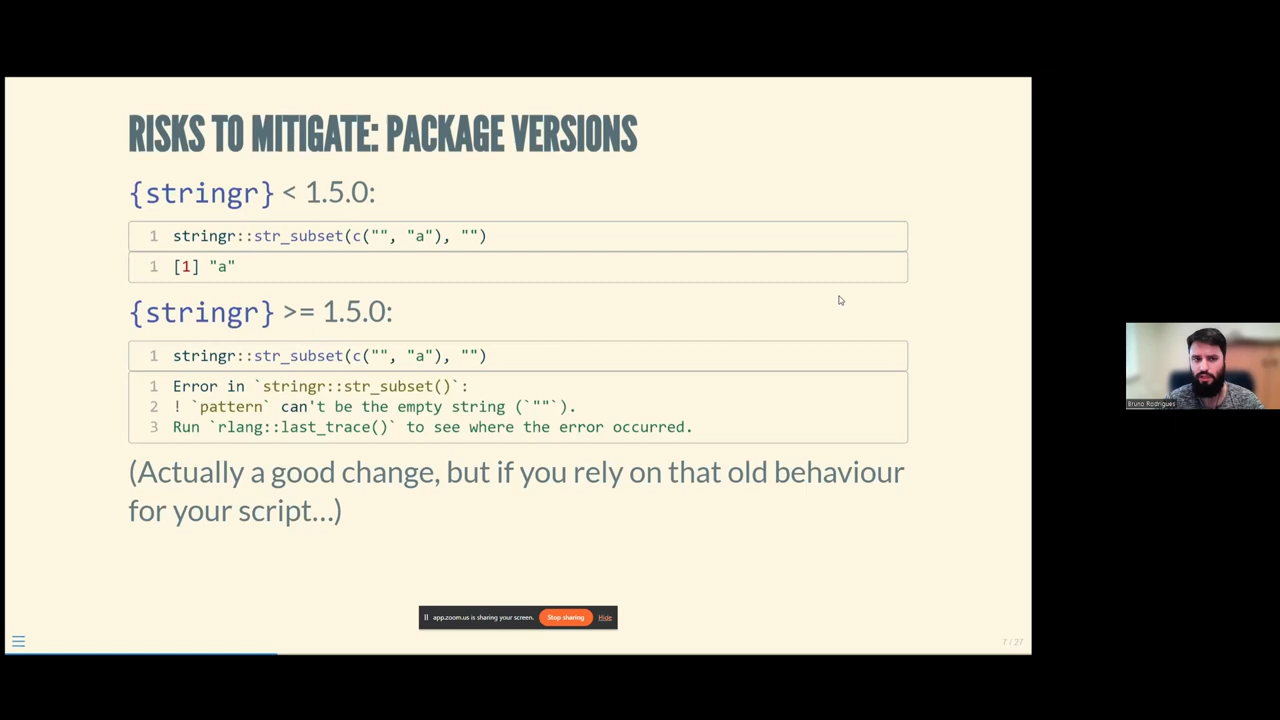 RISKS TO MITIGATE: PACKAGE VERSIONS
{stringr} < 1.5.0:
1 stringr::str_subset(c("", "a"), "")
1 [1] "a"
{stringr} >= 1.5.0:
1 stringr::str_subset(c("", "a"), "")
1 Error in `stringr::str_subset()`:
2 ! `pattern` can't be the empty string (`""`).
3 Run `rlang::last_trace()` to see where the error occurred.
(Actually a good change, but if you rely on that old behaviour
for your script...)
app.zoom.us is sharing your screen. Stop sharing Hide
7 / 27
Bruno Rodrigues